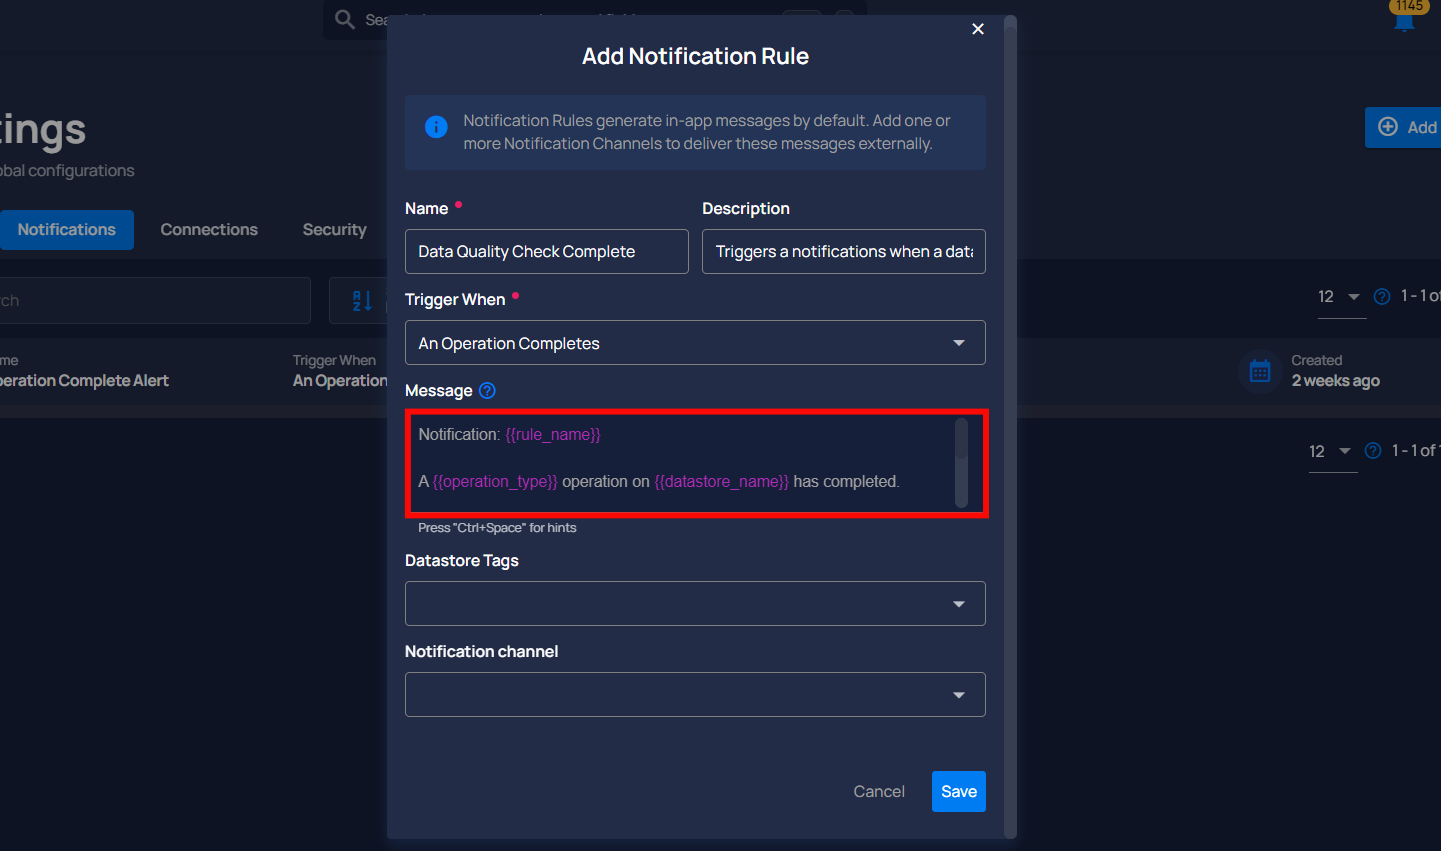 1145
Add Notification Rule
Notification Rules generate in-app messages by default. Add one or
more Notification Channels to deliver these messages externally.
tings
obal configurations
Add
Notifications
Connections
Security
Name
Description
Data Quality Check Complete
Triggers a notifications when a data
Trigger When
An Operation Completes
rch
12
1 - 1 of
me
peration Complete Alert
Trigger When
An Operation
Created
2 weeks ago
Message
Notification: {{rule_name}}
A {{operation_type}} operation on {{datastore_name}} has completed.
Press "Ctrl+Space" for hints
12
1 - 1 of 1
Datastore Tags
Notification channel
Cancel
Save